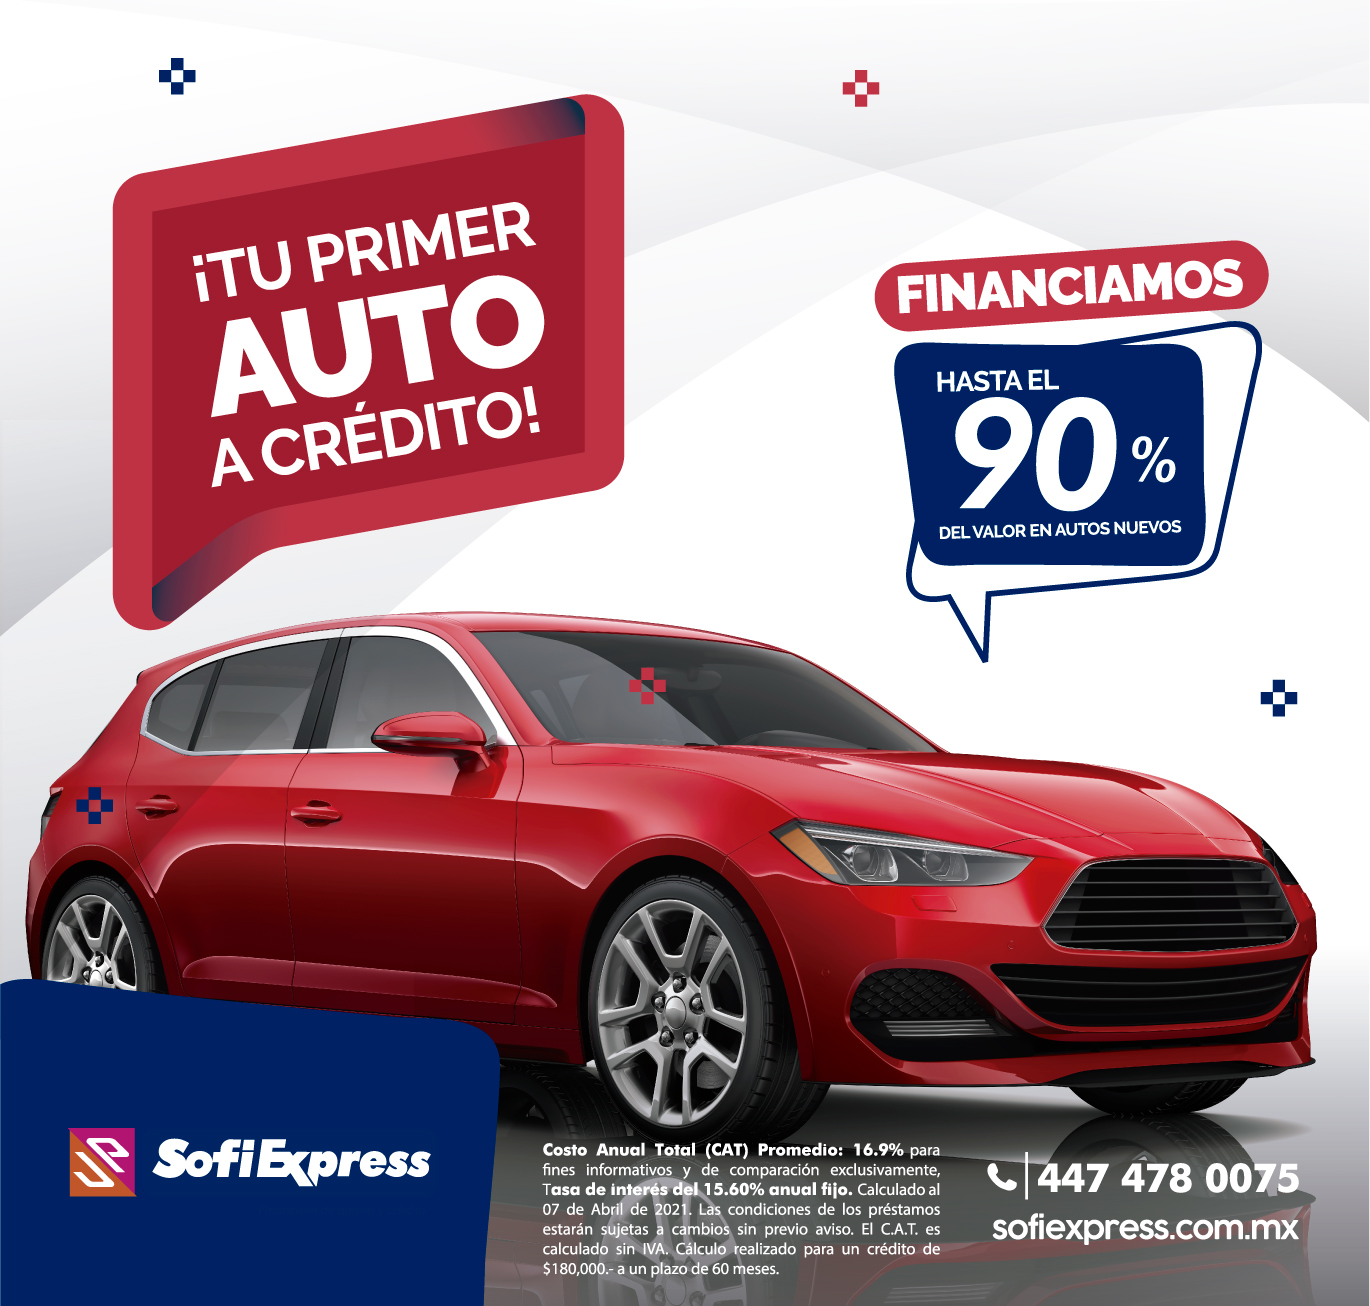 ¡TU PRIMER
AUTO
A CRÉDITO!
FINANCIAMOS
HASTA EL
90 %
DEL VALOR EN AUTOS NUEVOS
SofiExpress
Costo Anual Total (CAT) Promedio: 16.9% para
fines informativos y de comparación exclusivamente,
Tasa de interés del 15.60% anual fijo. Calculado al
07 de Abril de 2021. Las condiciones de los préstamos
estarán sujetas a cambios sin previo aviso. El C.A.T. es
calculado sin IVA. Cálculo realizado para un crédito de
$180,000.- a un plazo de 60 meses.
447 478 0075
sofiexpress.com.mx